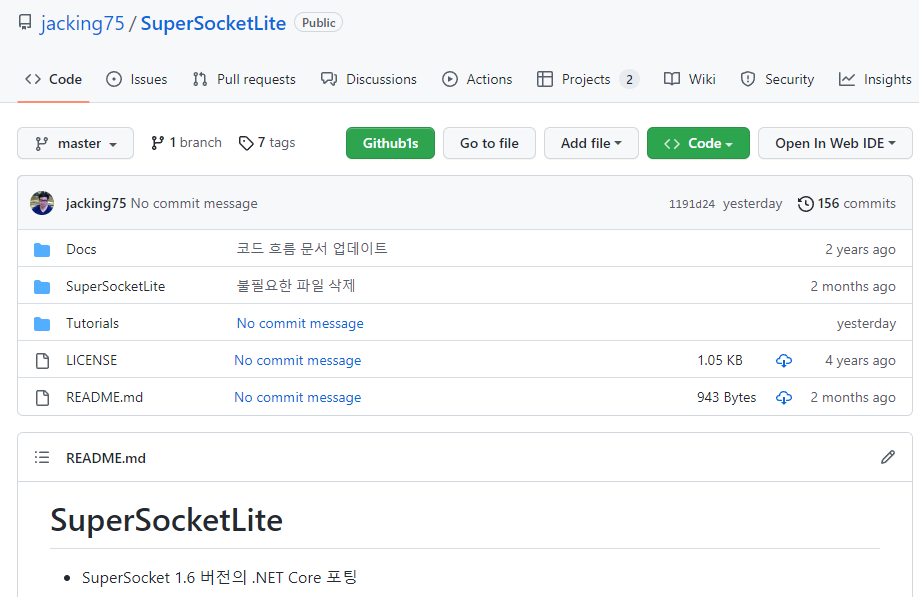 jacking75 / SuperSocketLite Public
Code Issues Pull requests Discussions Actions Projects 2 Wiki Security Insights
master 1 branch 7 tags Github1s Go to file Add file Code Open In Web IDE
jacking75 No commit message 1191d24 yesterday 156 commits
Docs 코드 흐름 문서 업데이트 2 years ago
SuperSocketLite 불필요한 파일 삭제 2 months ago
Tutorials No commit message yesterday
LICENSE No commit message 1.05 KB 4 years ago
README.md No commit message 943 Bytes 2 months ago
README.md
SuperSocketLite
• SuperSocket 1.6 버전의 .NET Core 포팅